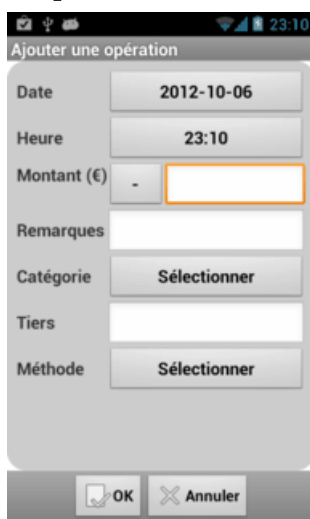 23:10
Ajouter une opération
Date 2012-10-06
Heure 23:10
Montant (€) -
Remarques
Catégorie Sélectionner
Tiers
Méthode Sélectionner
OK Annuler